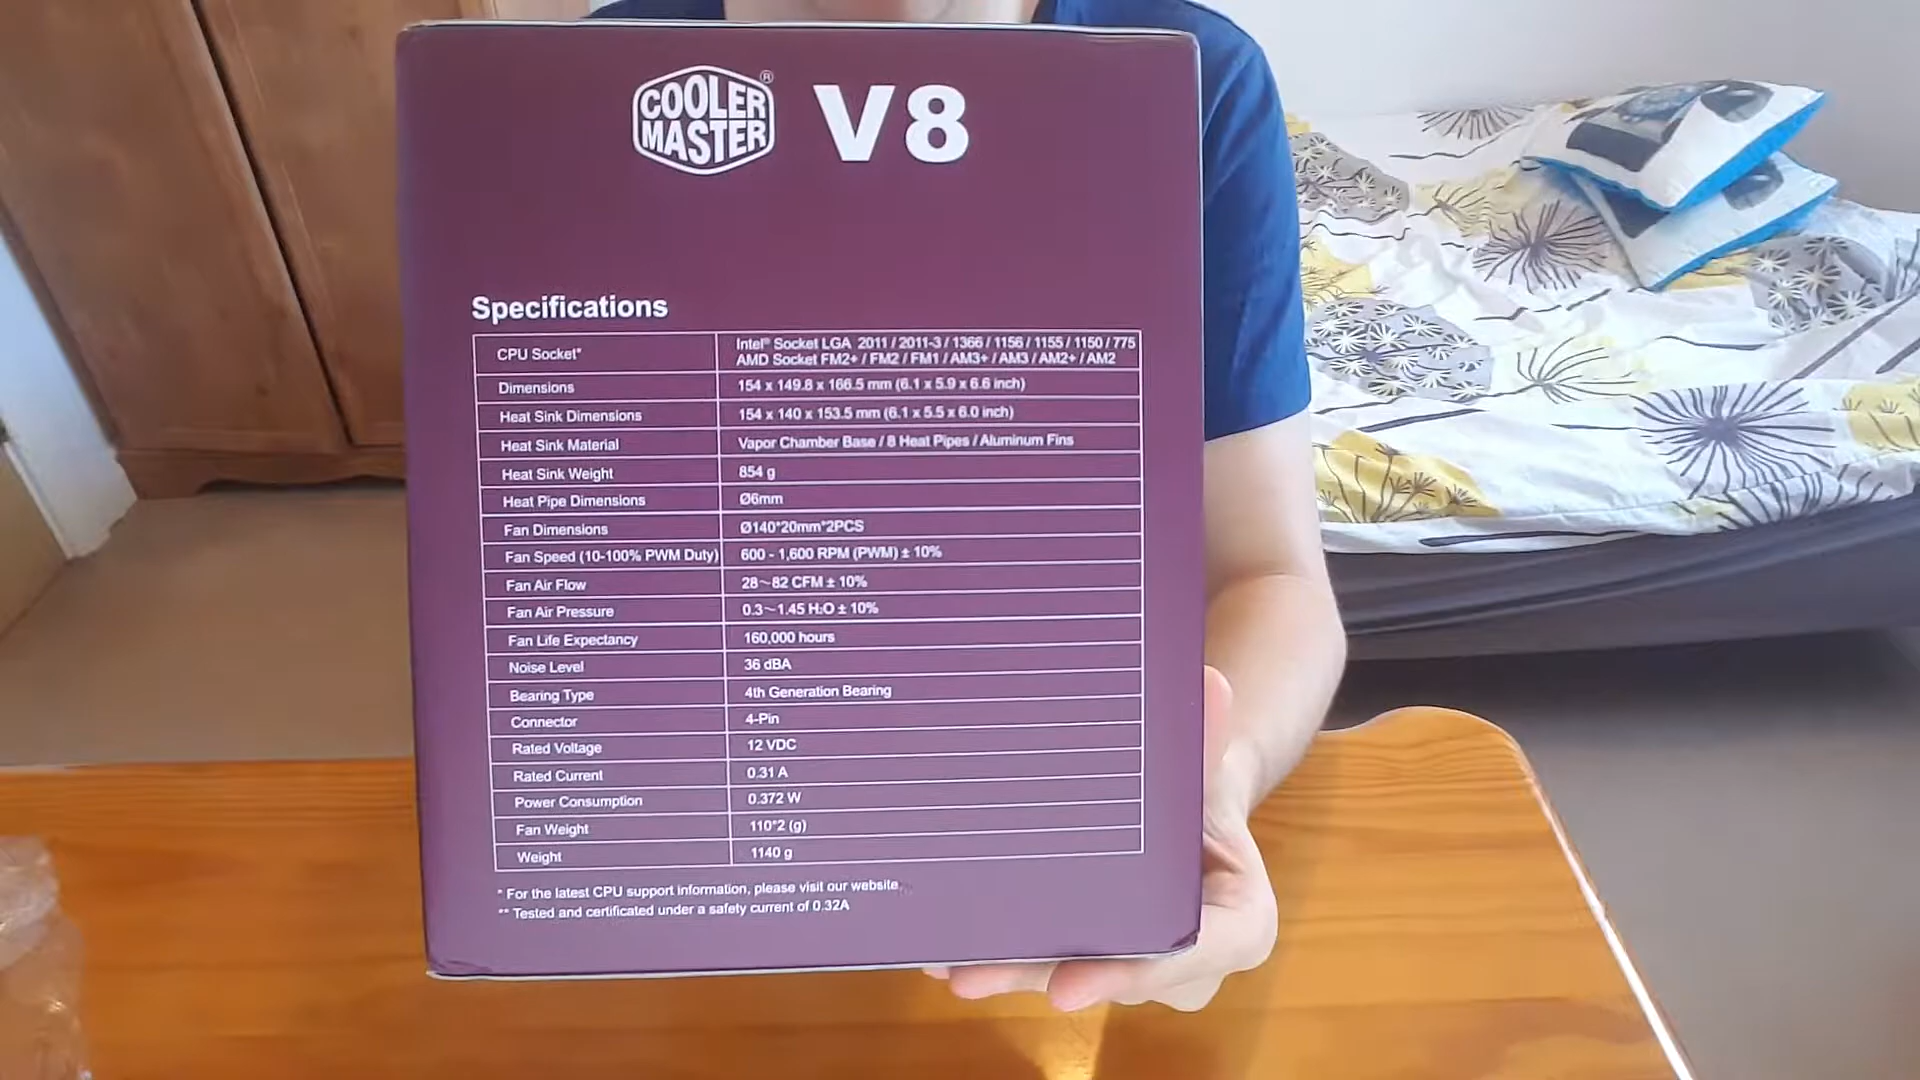 COOLER MASTER ® V8
Specifications
CPU Socket* Intel® Socket LGA 2011 / 2011-3 / 1366 / 1156 / 1155 / 1150 / 775
AMD Socket FM2+ / FM2 / FM1 / AM3+ / AM3 / AM2+ / AM2
Dimensions 154 x 149.8 x 166.5 mm (6.1 x 5.9 x 6.6 inch)
Heat Sink Dimensions 154 x 140 x 153.5 mm (6.1 x 5.5 x 6.0 inch)
Heat Sink Material Vapor Chamber Base / 8 Heat Pipes / Aluminum Fins
Heat Sink Weight 854 g
Heat Pipe Dimensions Ø6mm
Fan Dimensions Ø140*20mm*2PCS
Fan Speed (10-100% PWM Duty) 600 - 1,600 RPM (PWM) ± 10%
Fan Air Flow 28~82 CFM ± 10%
Fan Air Pressure 0.3~1.45 H₂O ± 10%
Fan Life Expectancy 160,000 hours
Noise Level 36 dBA
Bearing Type 4th Generation Bearing
Connector 4-Pin
Rated Voltage 12 VDC
Rated Current 0.31 A
Power Consumption 0.372 W
Fan Weight 110*2 (g)
Weight 1140 g
* For the latest CPU support information, please visit our website.
** Tested and certificated under a safety current of 0.32A